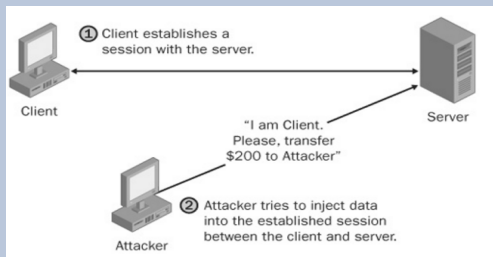 ① Client establishes a
session with the server.
Client
Server
“I am Client.
Please, transfer
$200 to Attacker”
② Attacker tries to inject data
into the established session
between the client and server.
Attacker